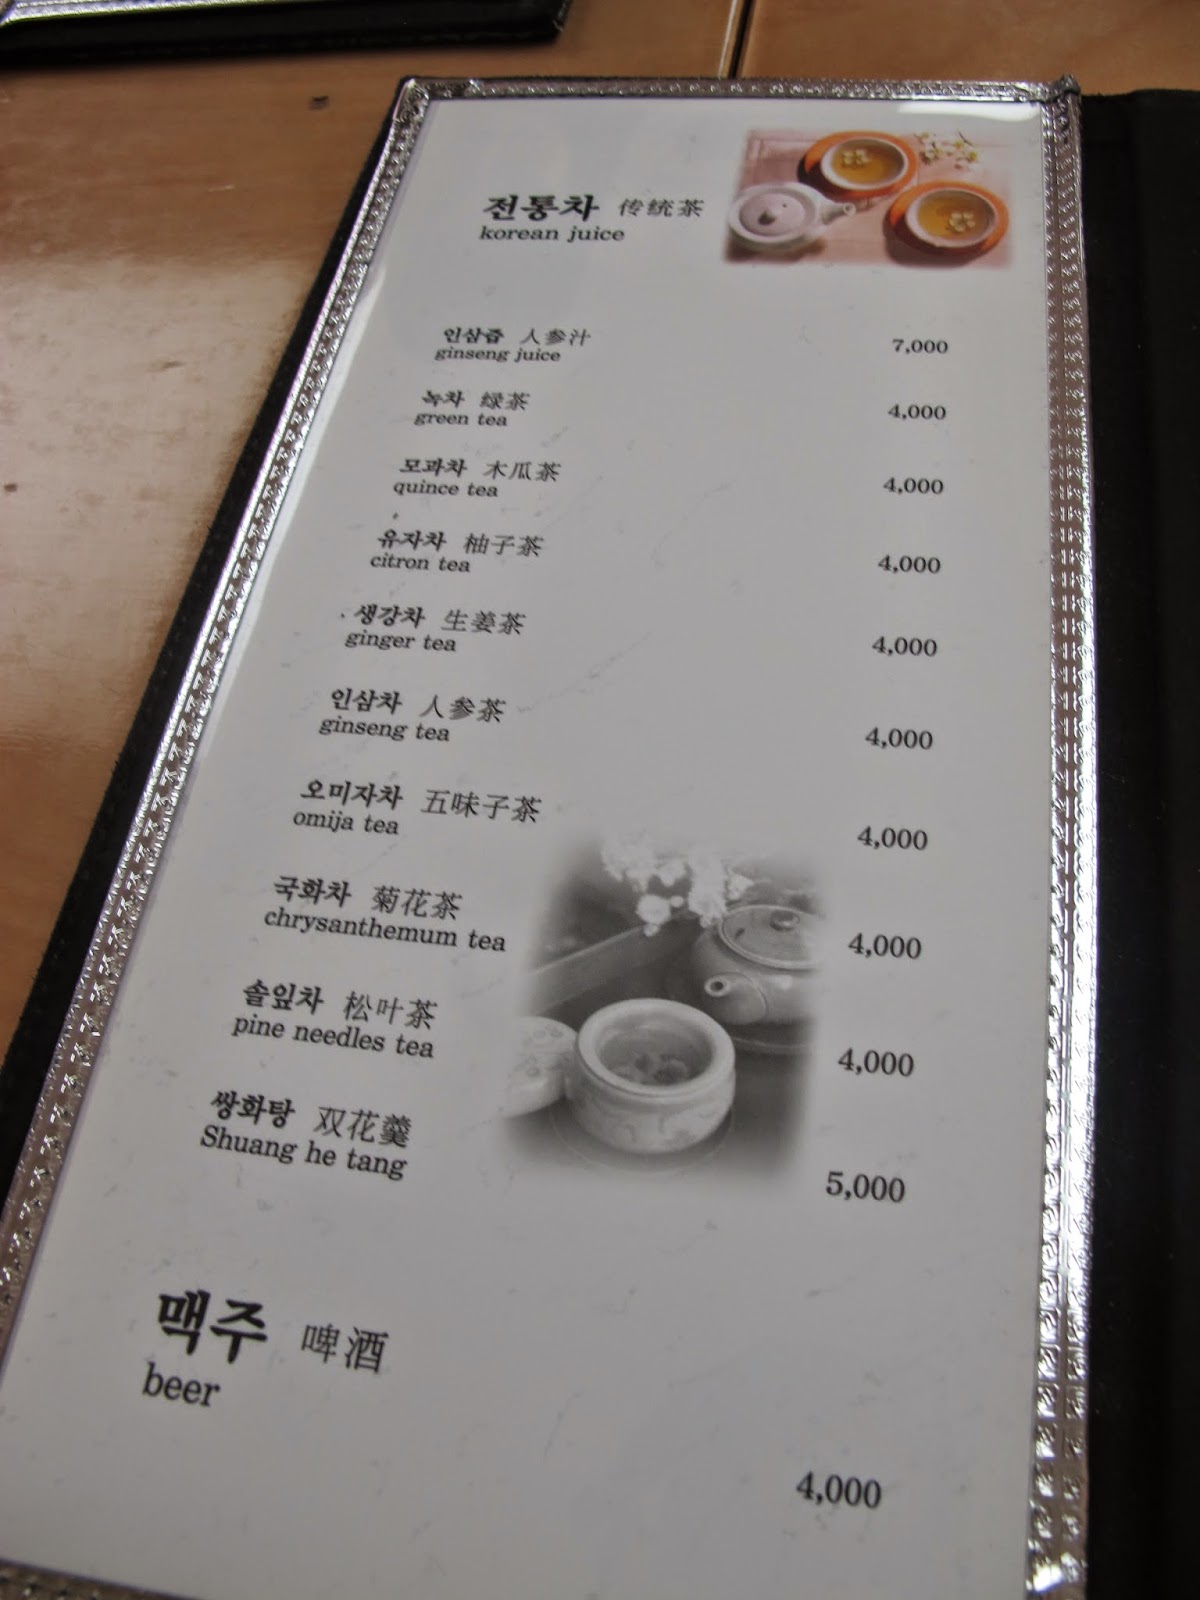 전통차 传统茶
korean juice
인삼즙 人参汁
ginseng juice 7,000
녹차 绿茶
green tea 4,000
모과차 木瓜茶
quince tea 4,000
유자차 柚子茶
citron tea 4,000
생강차 生姜茶
ginger tea 4,000
인삼차 人参茶
ginseng tea 4,000
오미자차 五味子茶
omija tea 4,000
국화차 菊花茶
chrysanthemum tea 4,000
솔잎차 松叶茶
pine needles tea 4,000
쌍화탕 双花羹
Shuang he tang 5,000
맥주 啤酒
beer
4,000